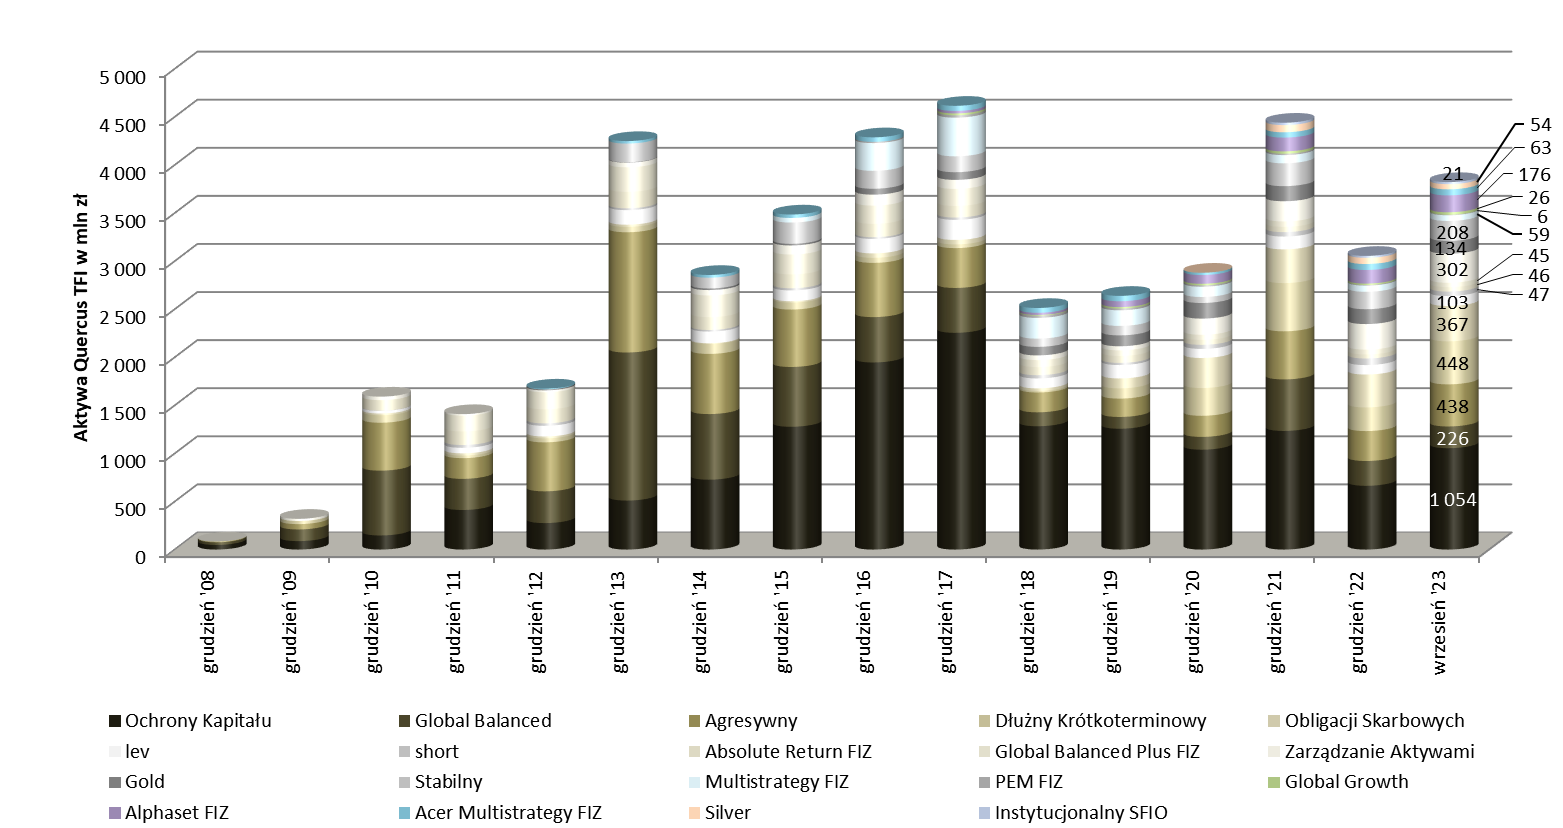 Aktywa Quercus TFI w mln zł
5 000
4 500
4 000
3 500
3 000
2 500
2 000
1 500
1 000
500
0
54
63
176
26
6
59
45
46
47
21
208
134
302
103
367
448
438
226
1 054
grudzień '08
grudzień '09
grudzień '10
grudzień '11
grudzień '12
grudzień '13
grudzień '14
grudzień '15
grudzień '16
grudzień '17
grudzień '18
grudzień '19
grudzień '20
grudzień '21
grudzień '22
wrzesień '23
Ochrony Kapitału Global Balanced Agresywny Dłużny Krótkoterminowy Obligacji Skarbowych
lev short Absolute Return FIZ Global Balanced Plus FIZ Zarządzanie Aktywami
Gold Stabilny Multistrategy FIZ PEM FIZ Global Growth
Alphaset FIZ Acer Multistrategy FIZ Silver Instytucjonalny SFIO